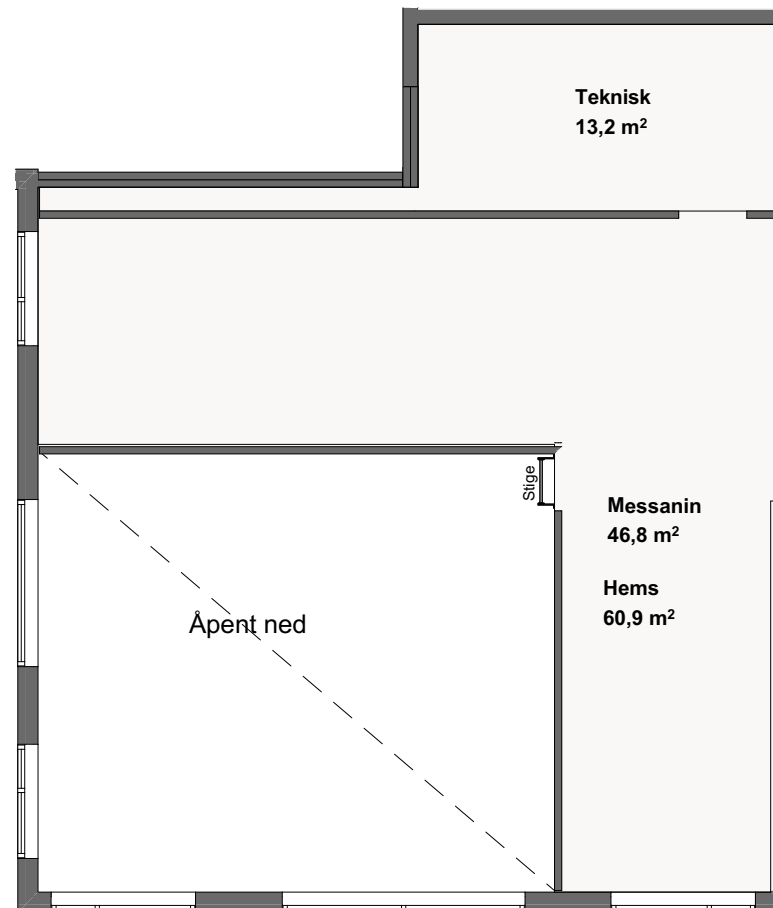 Teknisk
13,2 m²
Stige
Messanin
46,8 m²
Hems
60,9 m²
Åpent ned